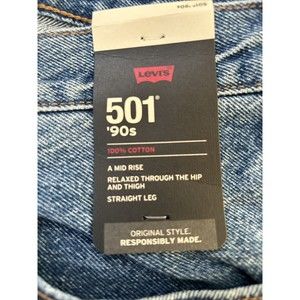 Levi's
501®
'90s
100% COTTON
A MID RISE
RELAXED THROUGH THE HIP
AND THIGH
STRAIGHT LEG
ORIGINAL STYLE.
RESPONSIBLY MADE.